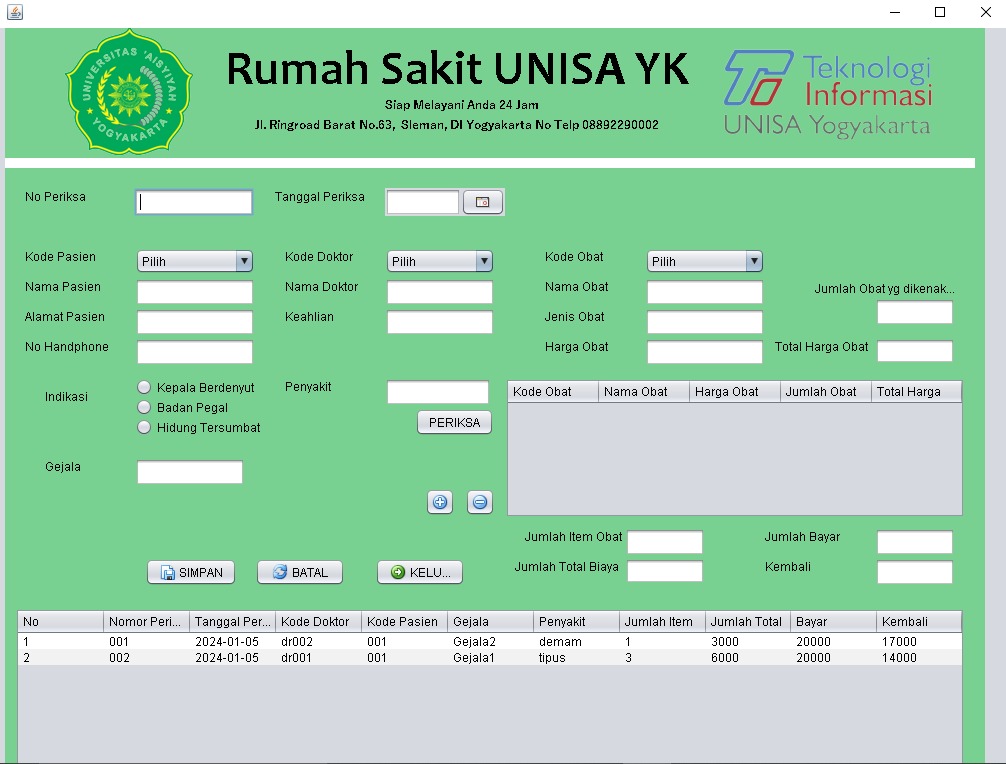 UNIVERSITAS 'AISYIYAH YOGYAKARTA
Rumah Sakit UNISA YK
Siap Melayani Anda 24 Jam
Jl. Ringroad Barat No.63, Sleman, DI Yogyakarta No Telp 08892290002
Teknologi
Informasi
UNISA Yogyakarta
No Periksa
Tanggal Periksa
Kode Pasien Pilih Kode Doktor Pilih Kode Obat Pilih
Nama Pasien Nama Doktor Nama Obat Jumlah Obat yg dikenak...
Alamat Pasien Keahlian Jenis Obat
No Handphone Harga Obat Total Harga Obat
Indikasi Kepala Berdenyut Penyakit
Badan Pegal
Hidung Tersumbat
PERIKSA
Kode Obat Nama Obat Harga Obat Jumlah Obat Total Harga
Gejala
Jumlah Item Obat Jumlah Bayar
Jumlah Total Biaya Kembali
SIMPAN BATAL KELU...
No Nomor Peri... Tanggal Per... Kode Doktor Kode Pasien Gejala Penyakit Jumlah Item Jumlah Total Bayar Kembali
1 001 2024-01-05 dr002 001 Gejala2 demam 1 3000 20000 17000
2 002 2024-01-05 dr001 001 Gejala1 tipus 3 6000 20000 14000